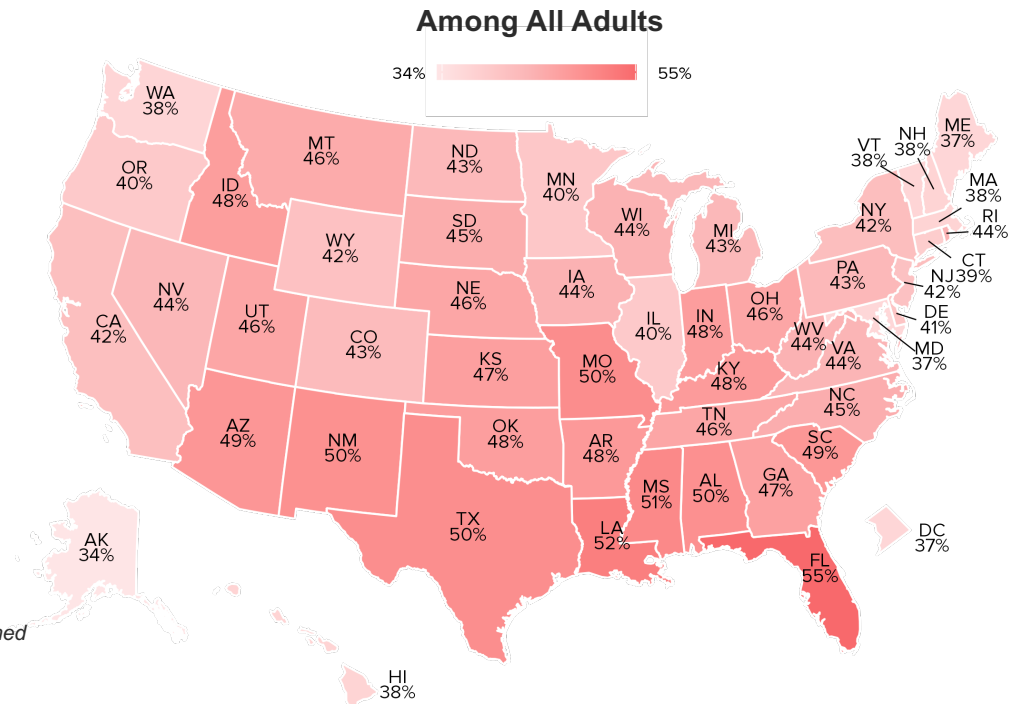 Among All Adults
34%
55%
WA
38%
OR
40%
ID
48%
MT
46%
ND
43%
MN
40%
SD
45%
WY
42%
WI
44%
MI
43%
NY
42%
VT
38%
NH
38%
ME
37%
MA
38%
RI
44%
CT
39%
NJ
42%
DE
41%
MD
37%
PA
43%
NE
46%
IA
44%
NV
44%
UT
46%
CA
42%
CO
43%
IL
40%
IN
48%
OH
46%
WV
44%
VA
44%
KS
47%
MO
50%
KY
48%
NC
45%
TN
46%
AZ
49%
NM
50%
OK
48%
AR
48%
SC
49%
GA
47%
AL
50%
MS
51%
TX
50%
LA
52%
FL
55%
DC
37%
AK
34%
HI
38%